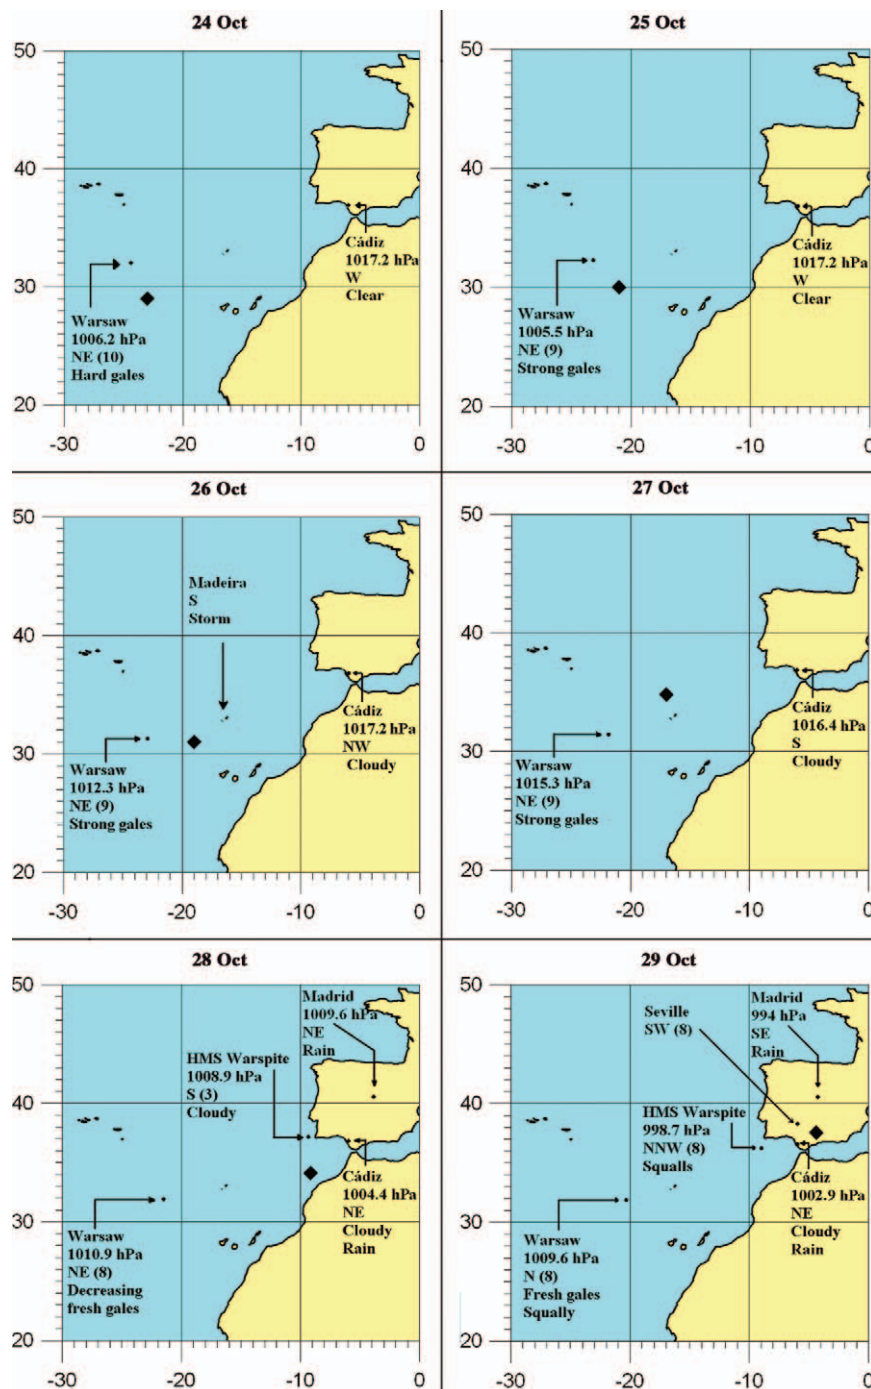 24 Oct
50
40
30
20
-30
-20
-10
0
Cádiz
1017.2 hPa
W
Clear
Warsaw
1006.2 hPa
NE (10)
Hard gales
25 Oct
50
40
30
20
-30
-20
-10
0
Cádiz
1017.2 hPa
W
Clear
Warsaw
1005.5 hPa
NE (9)
Strong gales
26 Oct
50
40
30
20
-30
-20
-10
0
Madeira
S
Storm
Cádiz
1017.2 hPa
NW
Cloudy
Warsaw
1012.3 hPa
NE (9)
Strong gales
27 Oct
50
40
30
20
-30
-20
-10
0
Cádiz
1016.4 hPa
S
Cloudy
Warsaw
1015.3 hPa
NE (9)
Strong gales
28 Oct
50
40
30
20
-30
-20
-10
0
Madrid
1009.6 hPa
NE
Rain
HMS Warspite
1008.9 hPa
S (3)
Cloudy
Cádiz
1004.4 hPa
NE
Cloudy
Rain
Warsaw
1010.9 hPa
NE (8)
Decreasing
fresh gales
29 Oct
50
40
30
20
-30
-20
-10
0
Seville
SW (8)
Madrid
994 hPa
SE
Rain
HMS Warspite
998.7 hPa
NNW (8)
Squalls
Cádiz
1002.9 hPa
NE
Cloudy
Rain
Warsaw
1009.6 hPa
N (8)
Fresh gales
Squally